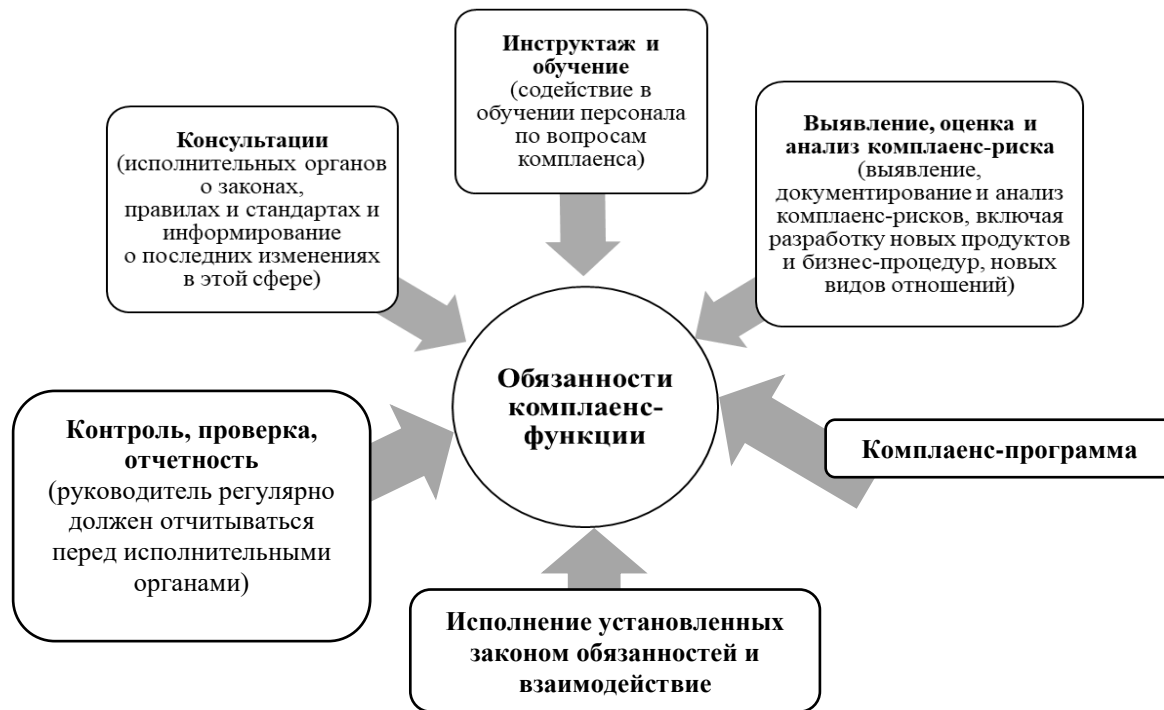 Инструктаж и
обучение
(содействие в
обучении персонала
по вопросам
комплаенса)
Консультации
(исполнительных органов
о законах,
правилах и стандартах и
информирование
о последних изменениях
в этой сфере)
Выявление, оценка и
анализ комплаенс-риска
(выявление,
документирование и анализ
комплаенс-рисков, включая
разработку новых продуктов
и бизнес-процедур, новых
видов отношений)
Обязанности
комплаенс-
функции
Контроль, проверка,
отчетность
(руководитель регулярно
должен отчитываться
перед исполнительными
органами)
Комплаенс-программа
Исполнение установленных
законом обязанностей и
взаимодействие